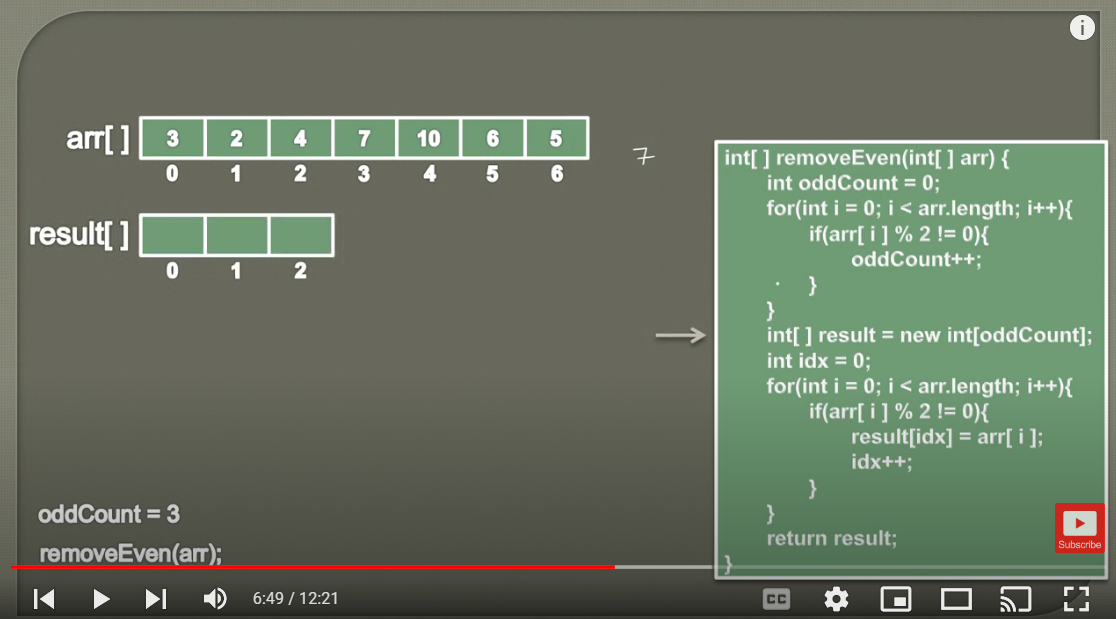 i
arr[ ] 3 2 4 7 10 6 5
0 1 2 3 4 5 6
7
result[ ]
0 1 2
int[ ] removeEven(int[ ] arr) {
int oddCount = 0;
for(int i = 0; i < arr.length; i++){
if(arr[ i ] % 2 != 0){
oddCount++;
}
}
int[ ] result = new int[oddCount];
int idx = 0;
for(int i = 0; i < arr.length; i++){
if(arr[ i ] % 2 != 0){
result[idx] = arr[ i ];
idx++;
}
}
return result;
}
oddCount = 3
removeEven(arr);
Subscribe
6:49 / 12:21
CC